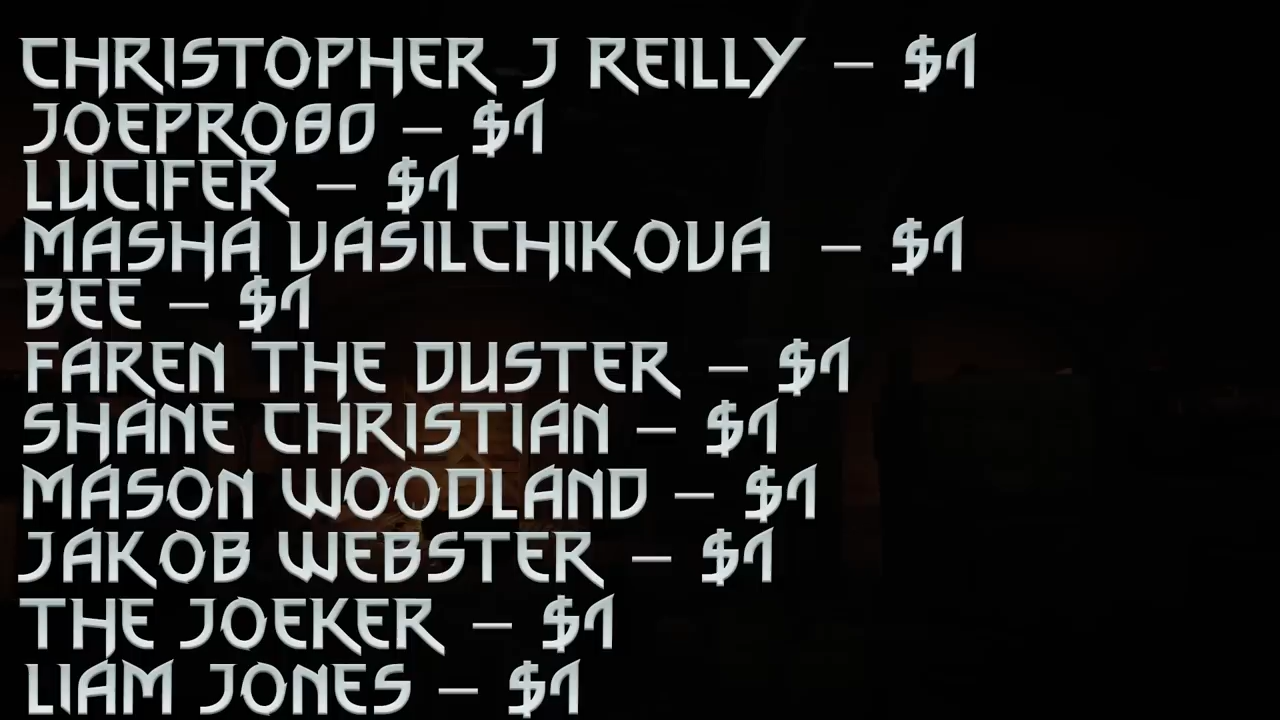 CHRISTOPHER J REILLY – $1
JOEPRO80 – $1
LUCIFER – $1
MASHA VASILCHIKOVA – $1
BEE – $1
FAREN THE DUSTER – $1
SHANE CHRISTIAN – $1
MASON WOODLAND – $1
JAKOB WEBSTER – $1
THE JOEKER – $1
LIAM JONES – $1